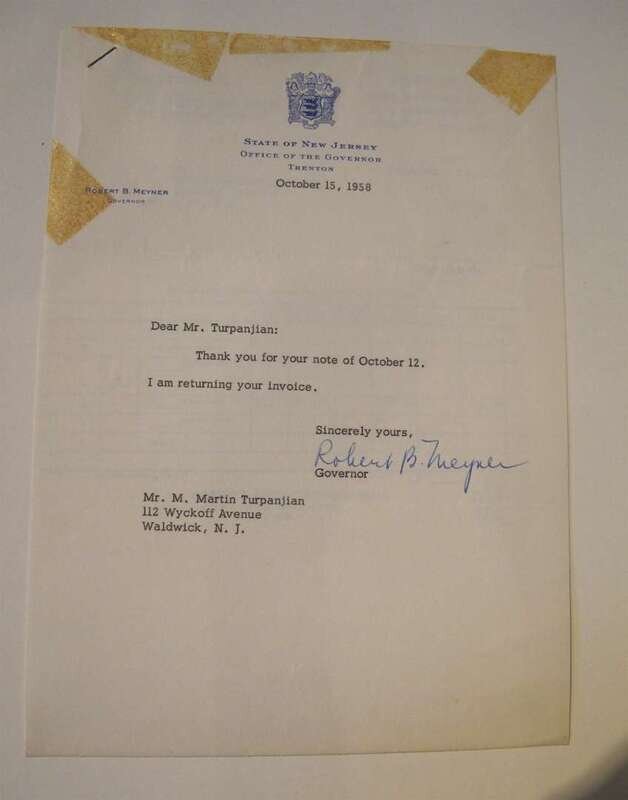 STATE OF NEW JERSEY
OFFICE OF THE GOVERNOR
TRENTON
October 15, 1958
ROBERT B. MEYNER
GOVERNOR
Dear Mr. Turpanjian:
Thank you for your note of October 12.
I am returning your invoice.
Sincerely yours,
Robert B. Meyner
Governor
Mr. M. Martin Turpanjian
112 Wyckoff Avenue
Waldwick, N. J.